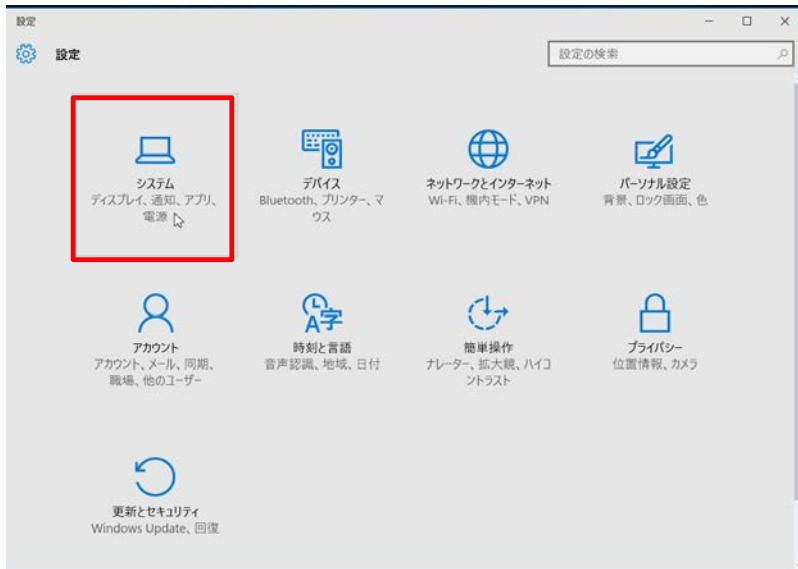 設定
設定
設定の検索
システム
ディスプレイ、通知、アプリ、
電源
デバイス
Bluetooth、プリンター、マ
ウス
ネットワークとインターネット
Wi-Fi、機内モード、VPN
パーソナル設定
背景、ロック画面、色
アカウント
アカウント、メール、同期、
職場、他のユーザー
時刻と言語
音声認識、地域、日付
簡単操作
ナレーター、拡大鏡、ハイコ
ントラスト
プライバシー
位置情報、カメラ
更新とセキュリティ
Windows Update、回復